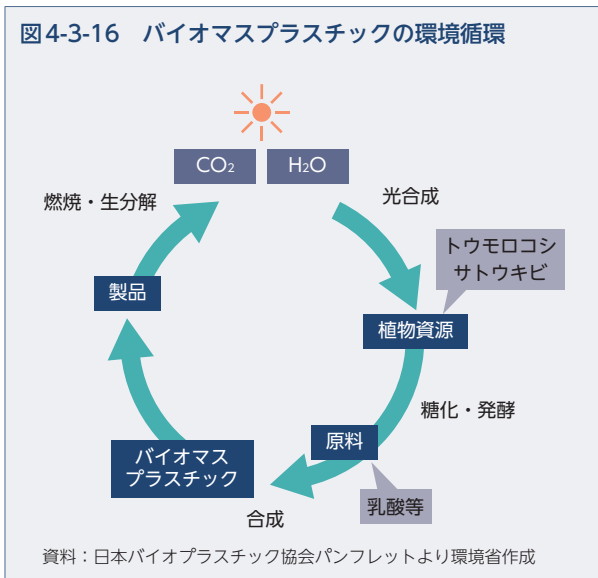 図4-3-16 バイオマスプラスチックの環境循環
CO₂
H₂O
燃焼・生分解
光合成
トウモロコシ
サトウキビ
製品
植物資源
糖化・発酵
原料
バイオマス
プラスチック
乳酸等
合成
資料：日本バイオプラスチック協会パンフレットより環境省作成